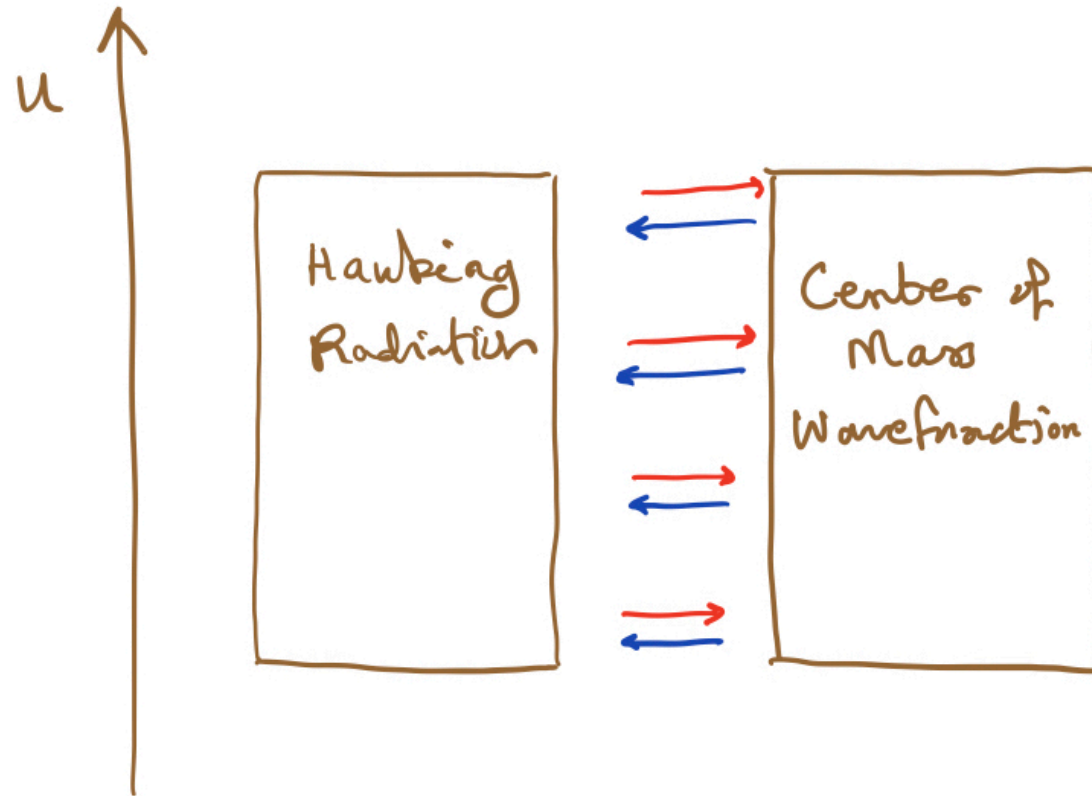 u
Hawking
Radiation
Center of
Mass
Wavefunction